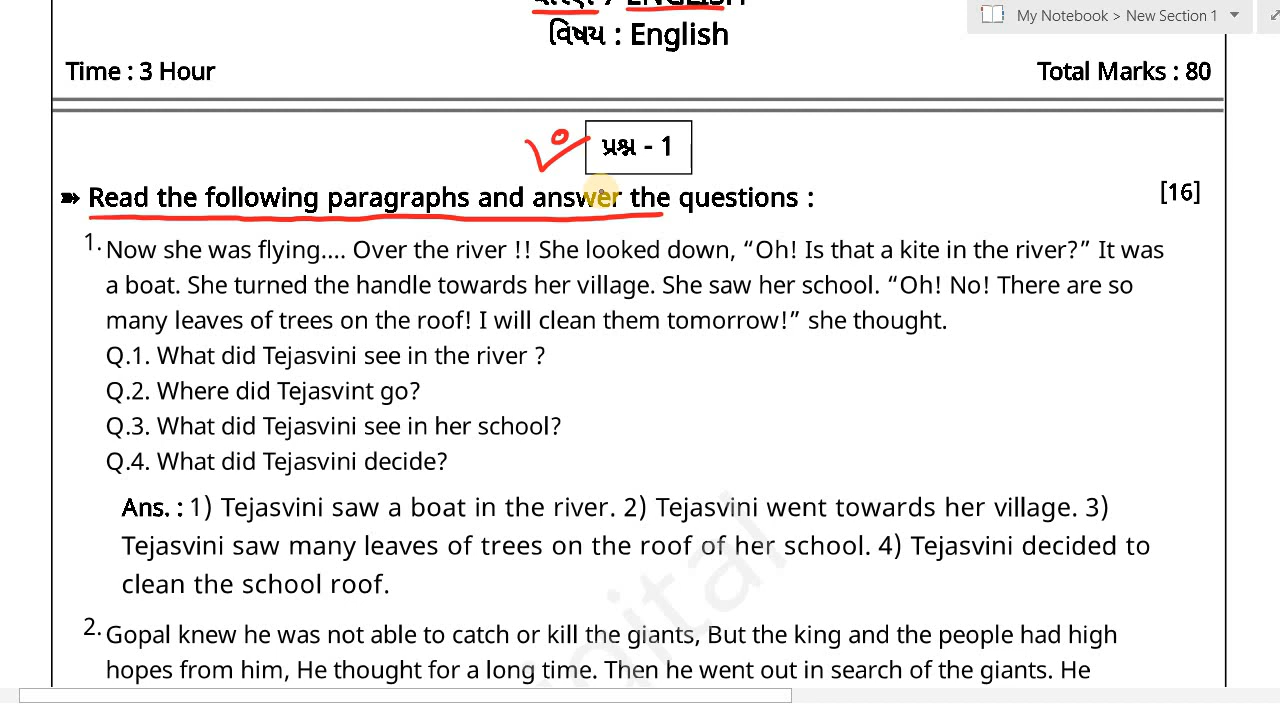 ENGLISH
My Notebook > New Section 1
વિષય : English
Time : 3 Hour
Total Marks : 80
પ્રશ્ન - 1
➽ Read the following paragraphs and answer the questions :
[16]
1. Now she was flying.... Over the river !! She looked down, “Oh! Is that a kite in the river?” It was
a boat. She turned the handle towards her village. She saw her school. “Oh! No! There are so
many leaves of trees on the roof! I will clean them tomorrow!” she thought.
Q.1. What did Tejasvini see in the river ?
Q.2. Where did Tejasvint go?
Q.3. What did Tejasvini see in her school?
Q.4. What did Tejasvini decide?
Ans. : 1) Tejasvini saw a boat in the river. 2) Tejasvini went towards her village. 3)
Tejasvini saw many leaves of trees on the roof of her school. 4) Tejasvini decided to
clean the school roof.
2. Gopal knew he was not able to catch or kill the giants, But the king and the people had high
hopes from him, He thought for a long time. Then he went out in search of the giants. He